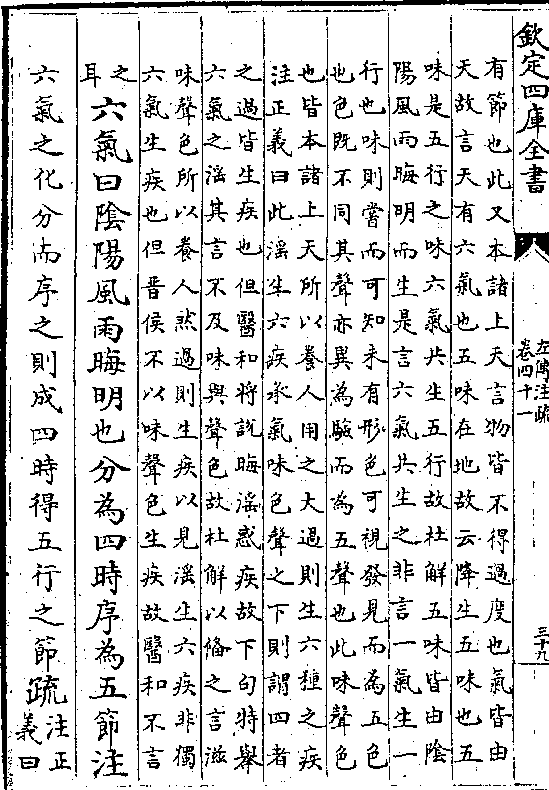 欽定四庫全書
左傳注疏
卷四十一
三十九
有節也此又本諸上天言物皆不得過度也氣皆由
天故言天有六氣也五味在地故云降生五味也五
味是五行之味六氣共生五行故杜解五味皆由陰
陽風雨晦明而生是言六氣共生之非言一氣生一
行也味則嘗而可知未有形色可視發見而為五色
也色既不同其聲亦異為驗而為五聲也此味聲色
也皆本諸上天所以養人用之大過則生六種之疾
注正義曰此淫生六疾承氣味色聲之下則謂四者
之過皆生疾也但醫和將說晦淫惑疾故下句特舉
六氣之淫其言不及味與聲色故杜解以脩之言滋
味聲色所以養人然過則生疾以見淫生六疾非獨
六氣生疾也但晉侯不以味聲色生疾故醫和不言
之耳六氣曰陰陽風雨晦明也分為四時序為五節注
六氣之化分而序之則成四時得五行之節疏注正義曰